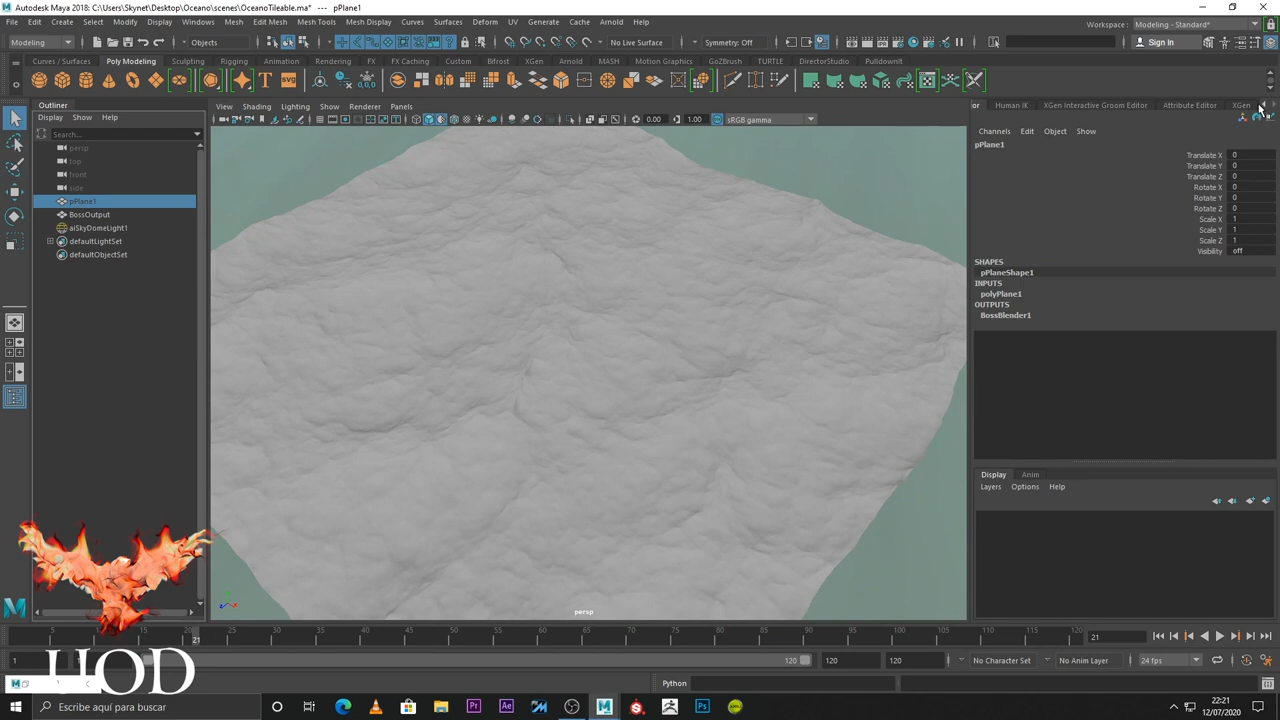 Autodesk Maya 2018: C:\Users\Skynet\Desktop\Oceano\scenes\OceanoTileable.ma* --- pPlane1
File Edit Create Select Modify Display Windows Mesh Edit Mesh Mesh Tools Mesh Display Curves Surfaces Deform UV Generate Cache Arnold Help
Workspace : Modeling - Standard*
Modeling
Objects
No Live Surface
Symmetry: Off
Sign In
Curves / Surfaces Poly Modeling Sculpting Rigging Animation Rendering FX FX Caching Custom Bifrost XGen Arnold MASH Motion Graphics GoZBrush TURTLE DirectorStudio Pulldownit
T SVG
0,0,0
Outliner
Display Show Help
Search...
persp
top
front
side
pPlane1
BossOutput
aiSkyDomeLight1
defaultLightSet
defaultObjectSet
View Shading Lighting Show Renderer Panels
0.00 1.00 sRGB gamma
persp
or Human IK XGen Interactive Groom Editor Attribute Editor XGen
Channels Edit Object Show
pPlane1
Translate X 0
Translate Y 0
Translate Z 0
Rotate X 0
Rotate Y 0
Rotate Z 0
Scale X 1
Scale Y 1
Scale Z 1
Visibility off
SHAPES
pPlaneShape1
INPUTS
polyPlane1
OUTPUTS
BossBlender1
Display Anim
Layers Options Help
5 10 15 21 25 30 35 40 45 50 55 60 65 70 75 80 85 90 95 100 105 110 115 120
21
1 120 120 120
No Character Set
No Anim Layer
24 fps
HOD
Python
Escribe aquí para buscar
22:21
12/07/2020